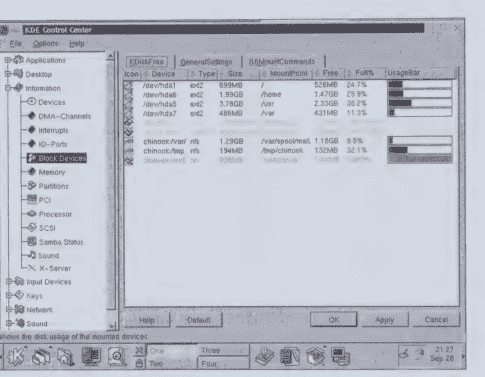 KDE Control Center
File Options Help
Applications
Desktop
Information
Devices
DMA-Channels
Interrupts
IO-Ports
Block Devices
Memory
Partitions
PCI
Processor
SCSI
Samba Status
Sound
X-Server
Input Devices
Keys
Network
Sound
KDiskFree GeneralSettings (U)MountCommands
Icon Device Type Size MountPoint Free Full% UsageBar
/dev/hda1 ext2 699MB / 526MB 24.7%
/dev/hda6 ext2 1.99GB /home 1.47GB 25.9%
/dev/hda5 ext2 3.78GB /usr 2.33GB 38.2%
/dev/hda7 ext2 486MB /var 431MB 11.3%
chinook:/var/ nfs 1.29GB /var/spool/mail. 1.18GB 8.9%
chinook:/tmp nfs 194MB /tmp/chinook 132MB 32.1%
Help Default OK Apply Cancel
shows the disk usage of the mounted devices
One Three
Two Four
21:27
Sep 28